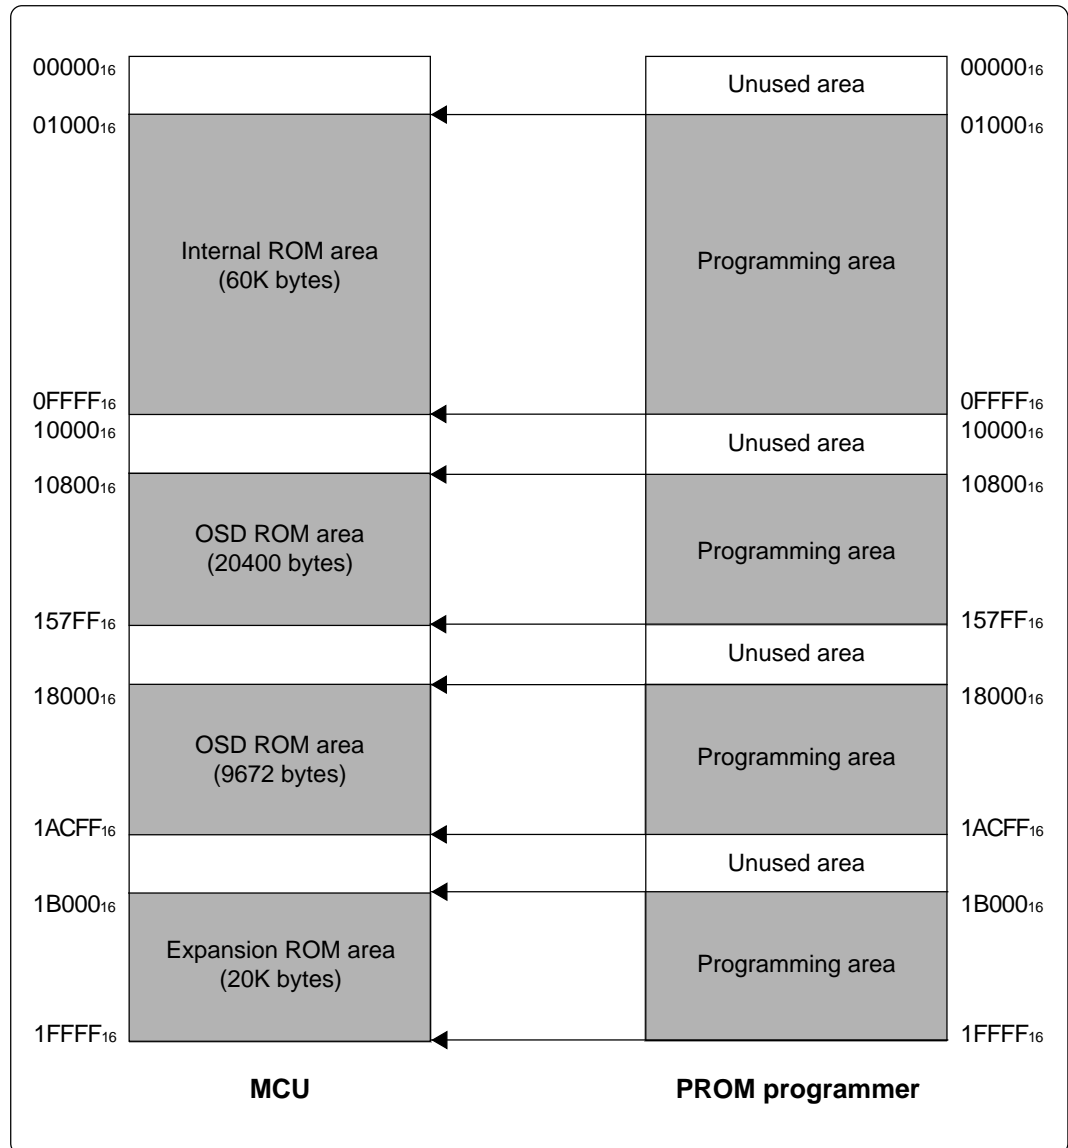 00000₁₆ Unused area 00000₁₆
01000₁₆ 01000₁₆
Internal ROM area
(60K bytes)
Programming area
0FFFF₁₆ 0FFFF₁₆
10000₁₆ Unused area 10000₁₆
10800₁₆ 10800₁₆
OSD ROM area
(20400 bytes)
Programming area
157FF₁₆ 157FF₁₆
Unused area
18000₁₆ 18000₁₆
OSD ROM area
(9672 bytes)
Programming area
1ACFF₁₆ 1ACFF₁₆
Unused area
1B000₁₆ 1B000₁₆
Expansion ROM area
(20K bytes)
Programming area
1FFFF₁₆ 1FFFF₁₆
MCU PROM programmer